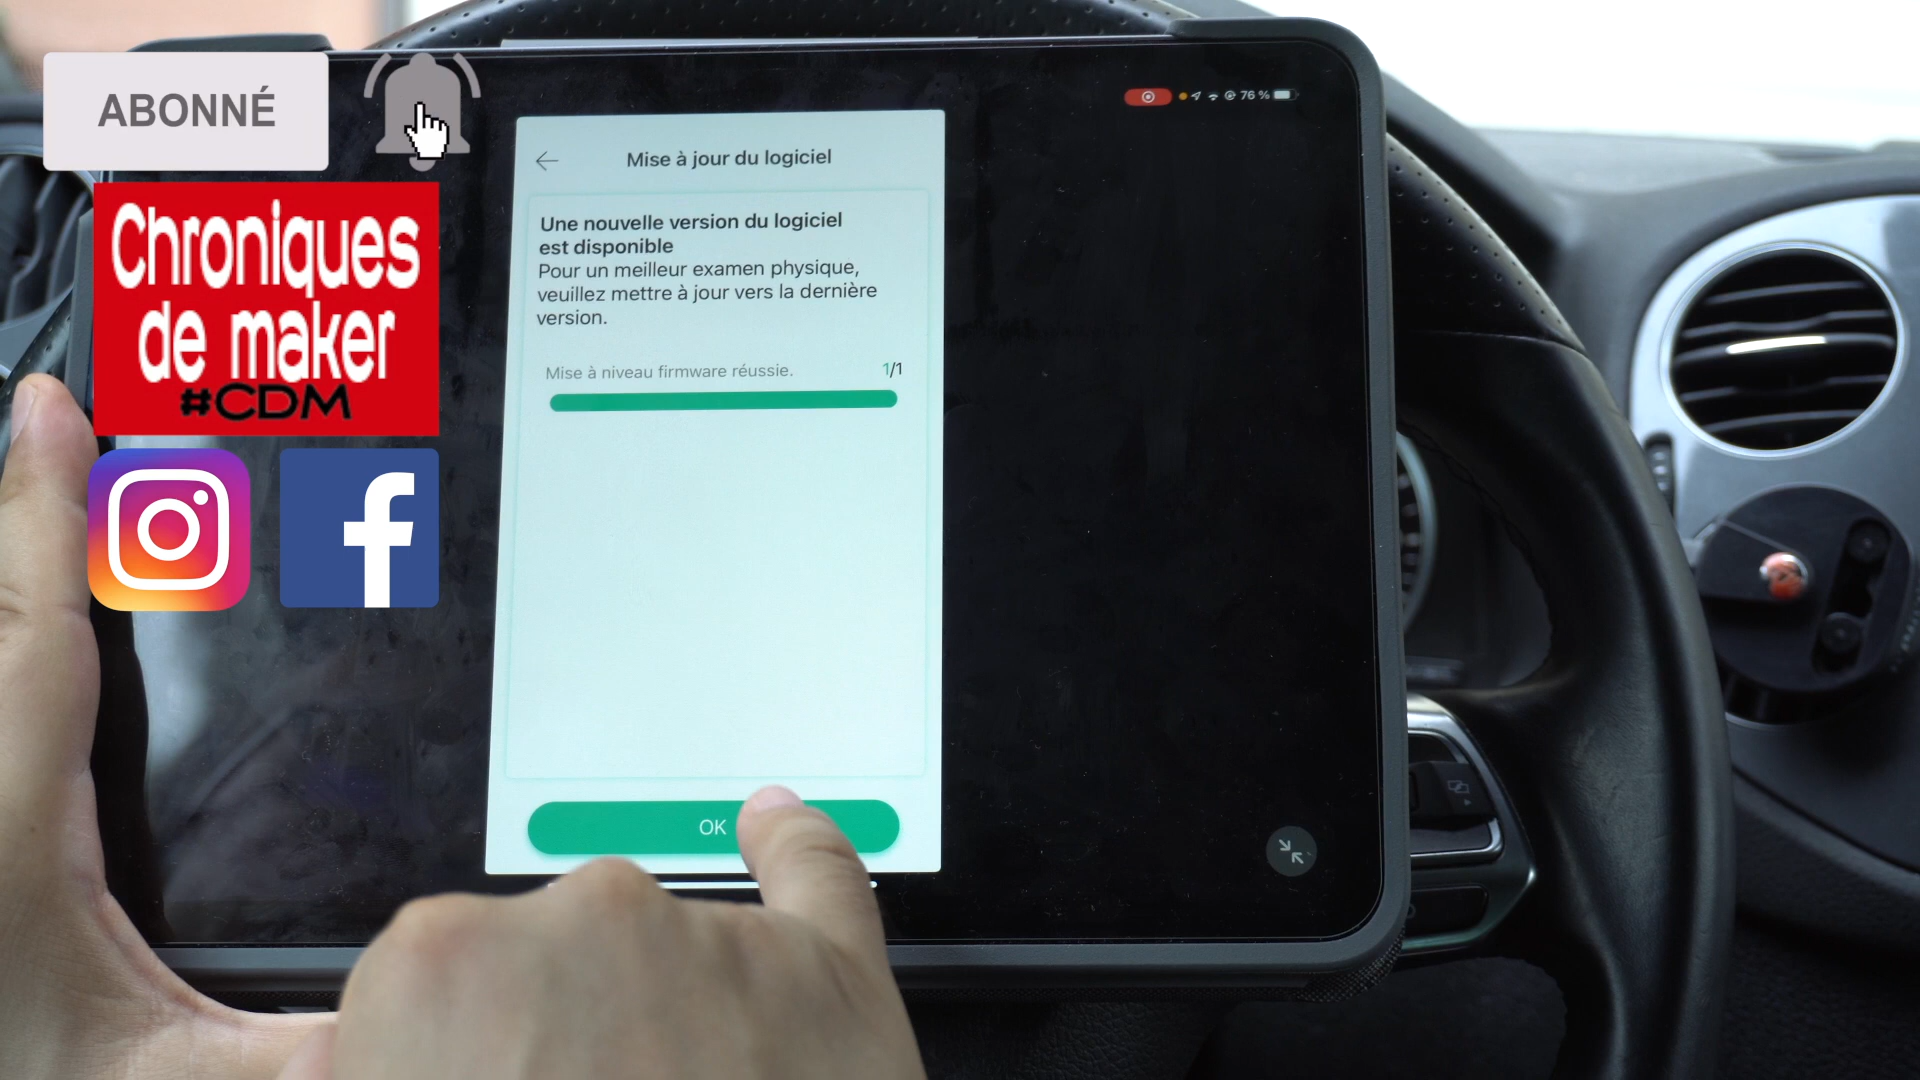 ABONNÉ
Chroniques
de maker
#CDM
76 %
Mise à jour du logiciel
Une nouvelle version du logiciel
est disponible
Pour un meilleur examen physique,
veuillez mettre à jour vers la dernière
version.
Mise à niveau firmware réussie. 1/1
OK